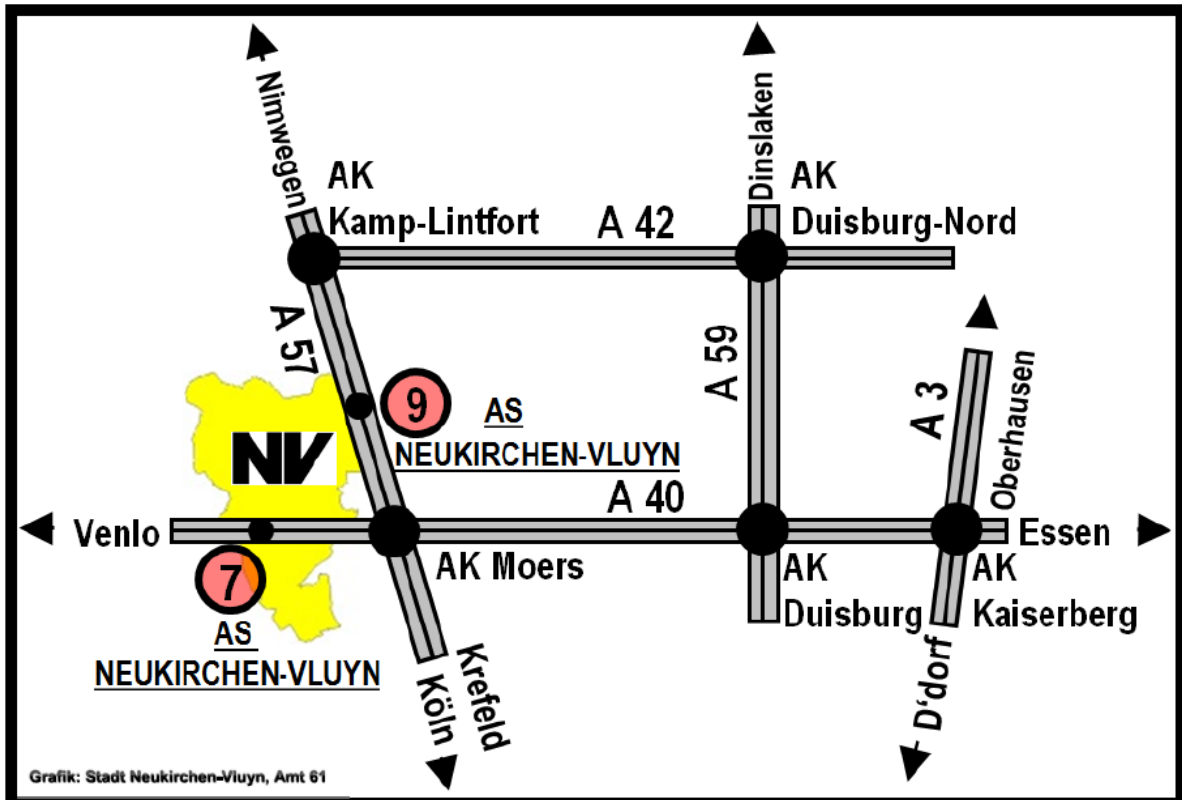 Nimwegen
AK
Kamp-Lintfort
A 42
Dinslaken
AK
Duisburg-Nord
A 57
A 59
A 3
Oberhausen
9
AS
NEUKIRCHEN-VLUYN
NV
A 40
Venlo
Essen
7
AS
NEUKIRCHEN-VLUYN
AK Moers
AK
Duisburg
AK
Kaiserberg
Köln
Krefeld
D'dorf
Grafik: Stadt Neukirchen-Vluyn, Amt 61